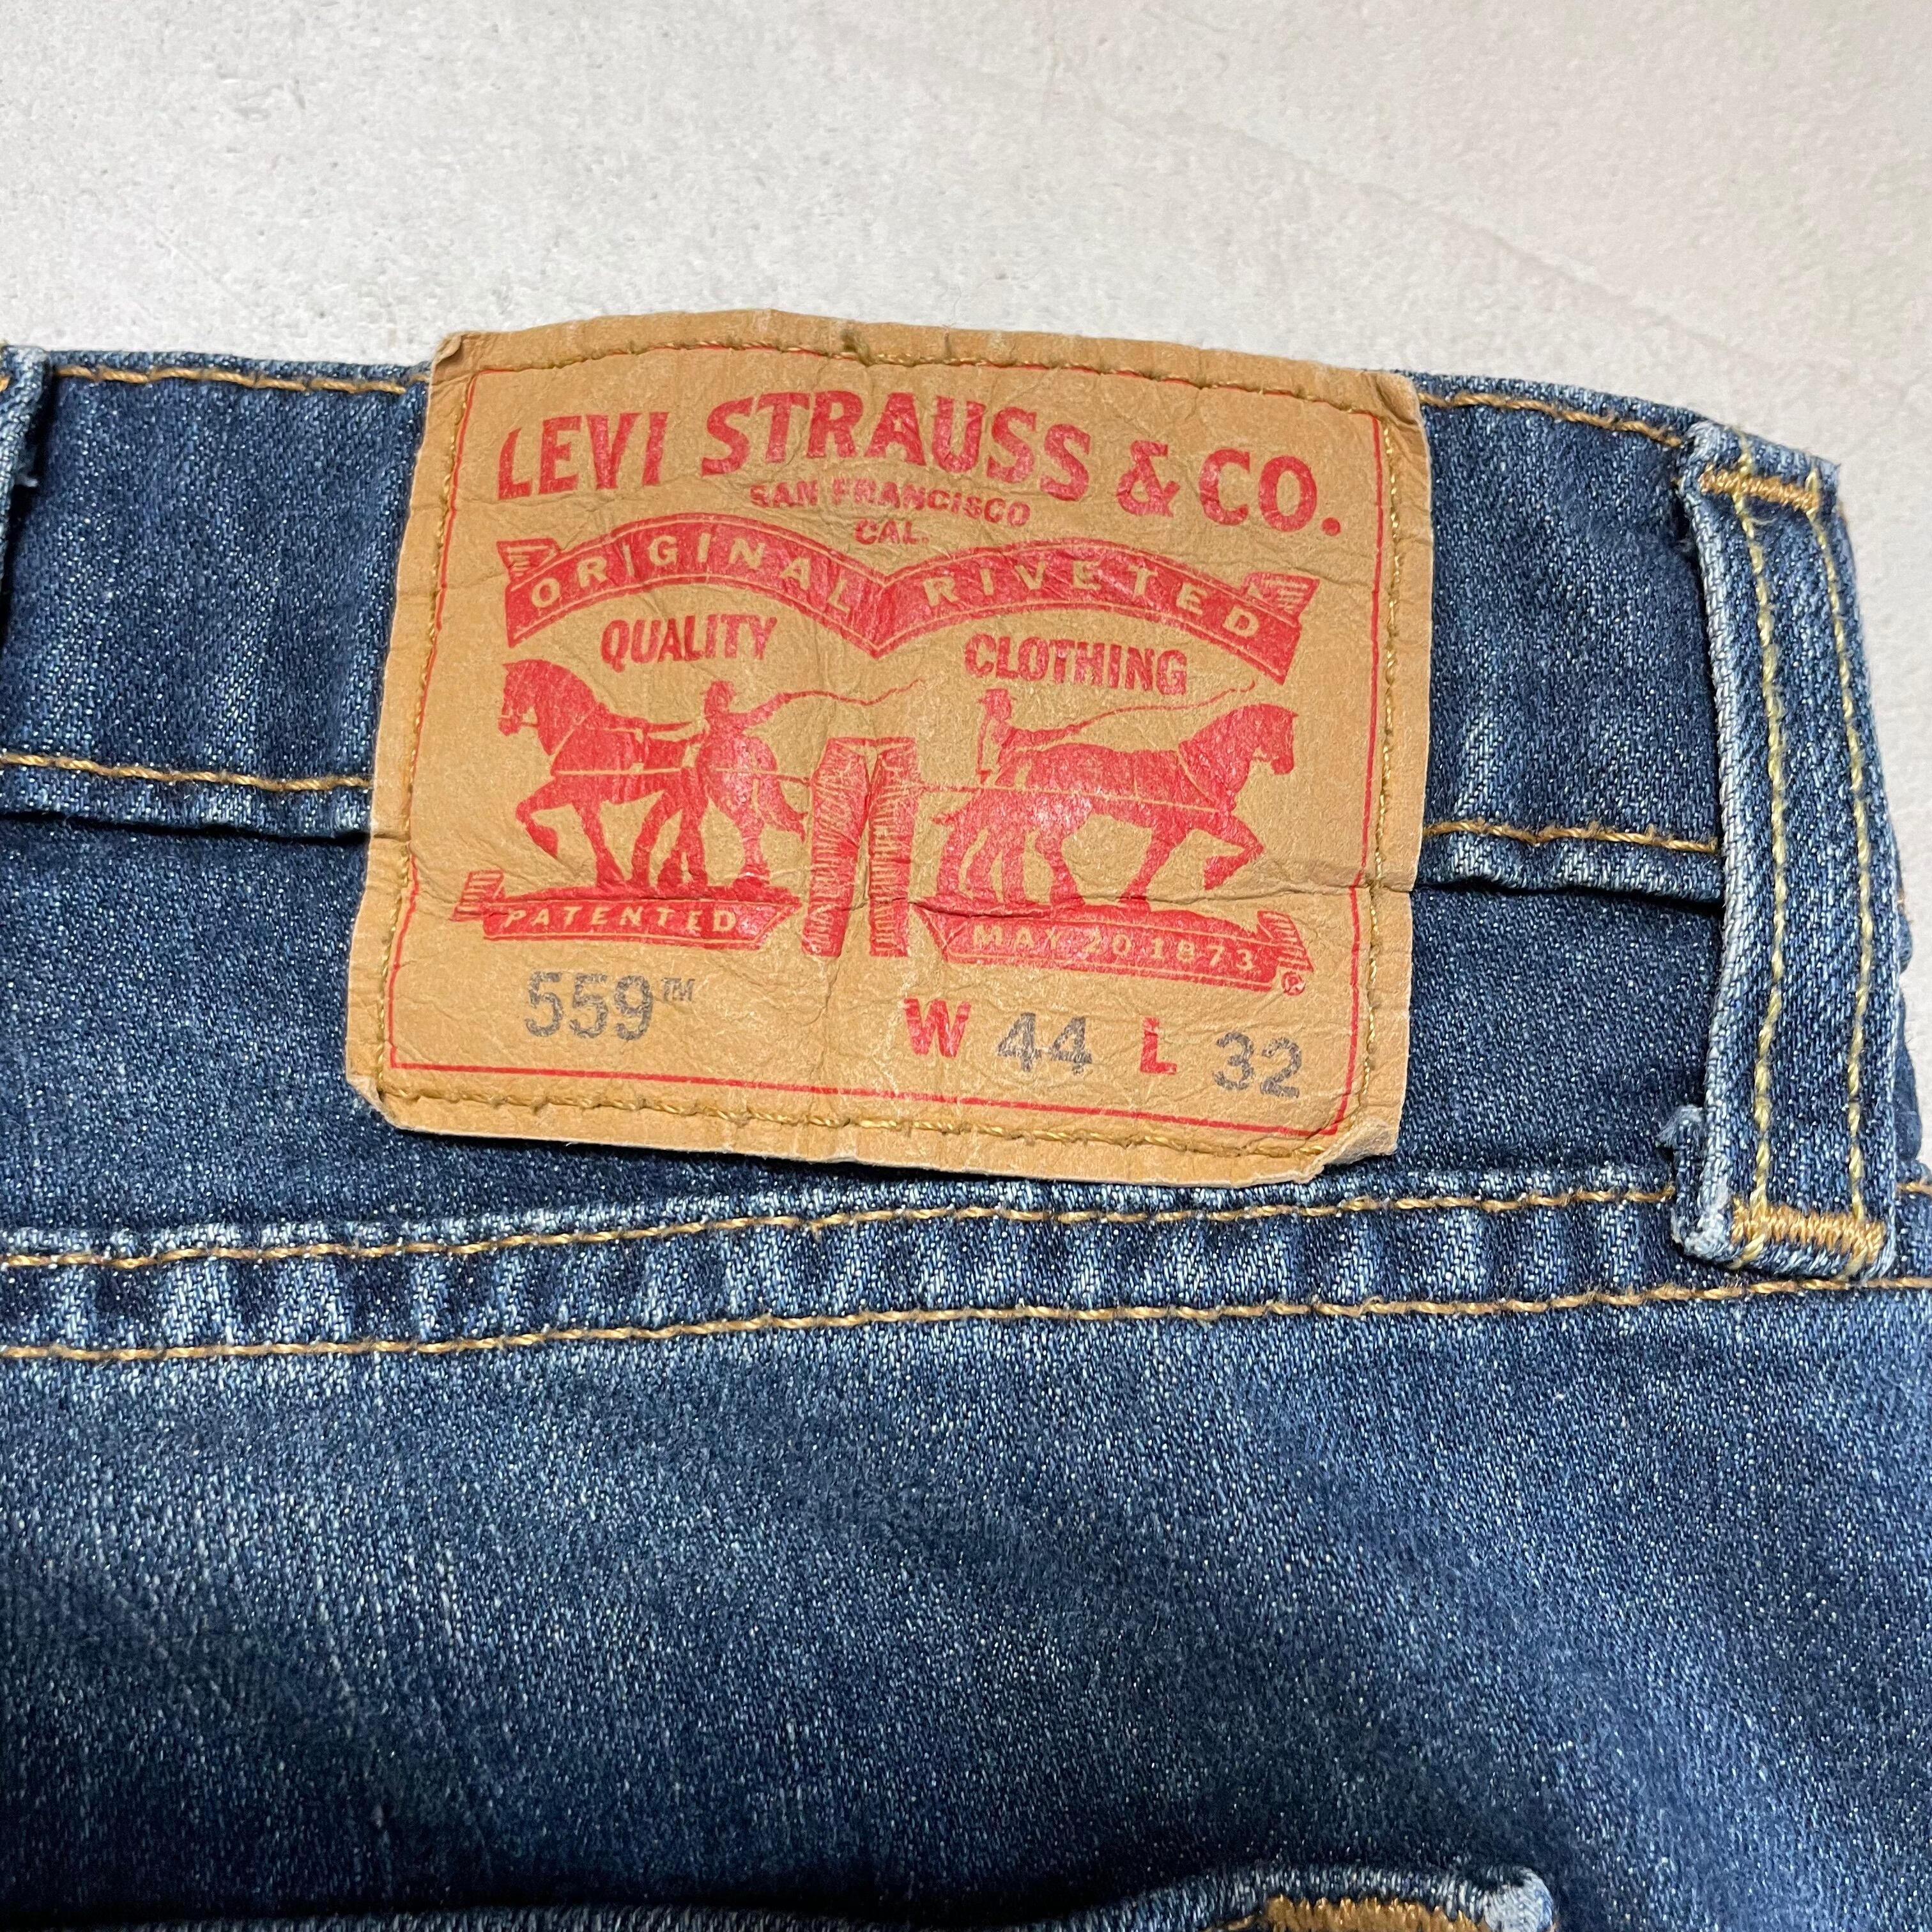 LEVI STRAUSS & CO.
SAN FRANCISCO
CAL.
ORIGINAL RIVETED
QUALITY CLOTHING
PATENTED MAY 20 1873 ®
559™ W 44 L 32